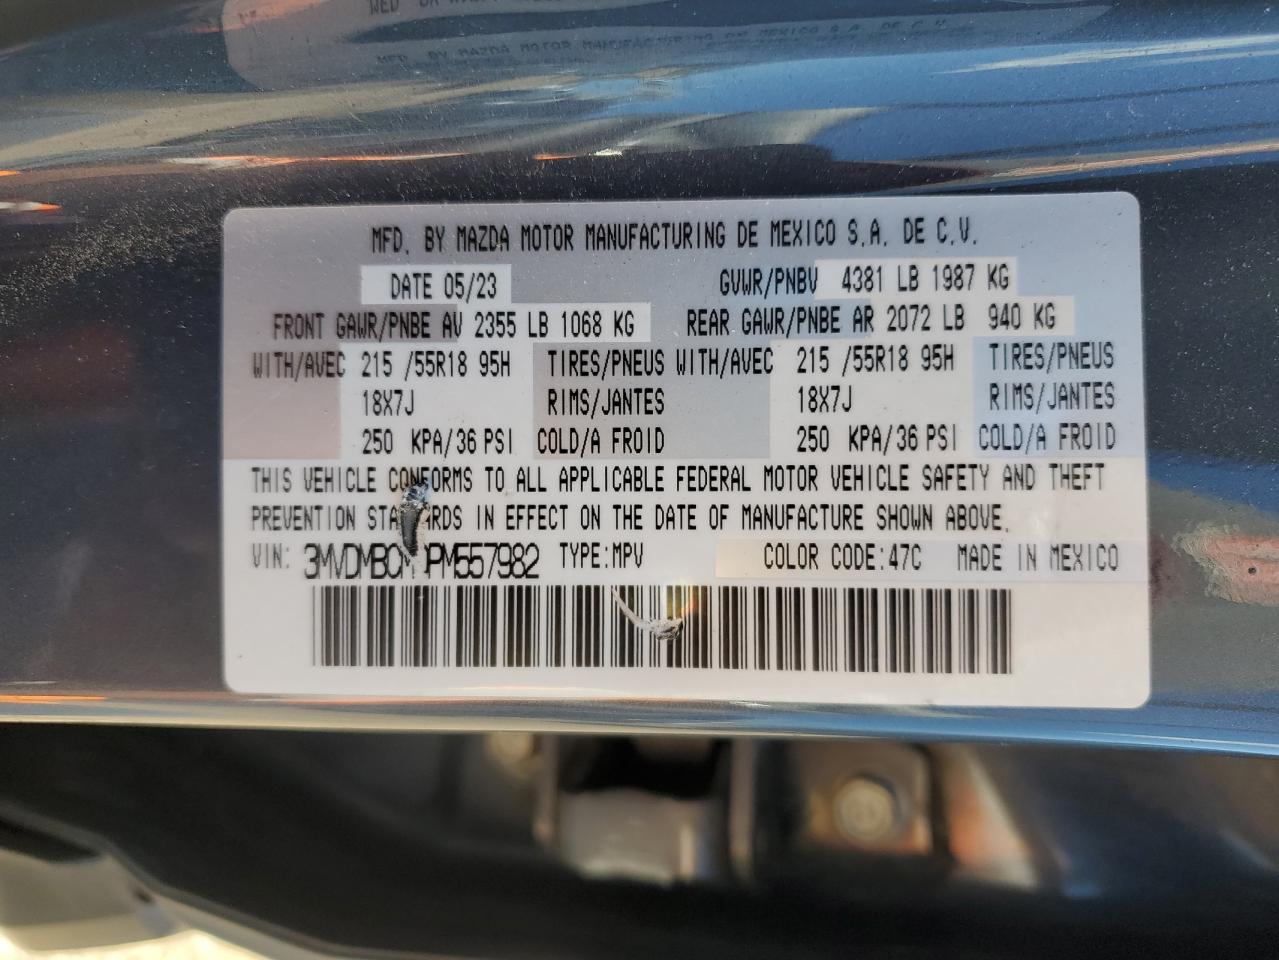 MFD. BY MAZDA MOTOR MANUFACTURING DE MEXICO S.A. DE C.V.
DATE 05/23 GVWR/PNBV 4381 LB 1987 KG
FRONT GAWR/PNBE AV 2355 LB 1068 KG REAR GAWR/PNBE AR 2072 LB 940 KG
WITH/AVEC 215 /55R18 95H TIRES/PNEUS WITH/AVEC 215 /55R18 95H TIRES/PNEUS
18X7J RIMS/JANTES 18X7J RIMS/JANTES
250 KPA/36 PSI COLD/A FROID 250 KPA/36 PSI COLD/A FROID
THIS VEHICLE CONFORMS TO ALL APPLICABLE FEDERAL MOTOR VEHICLE SAFETY AND THEFT
PREVENTION STANDARDS IN EFFECT ON THE DATE OF MANUFACTURE SHOWN ABOVE.
VIN: 3MVDMBCM PM557982 TYPE:MPV COLOR CODE:47C MADE IN MEXICO